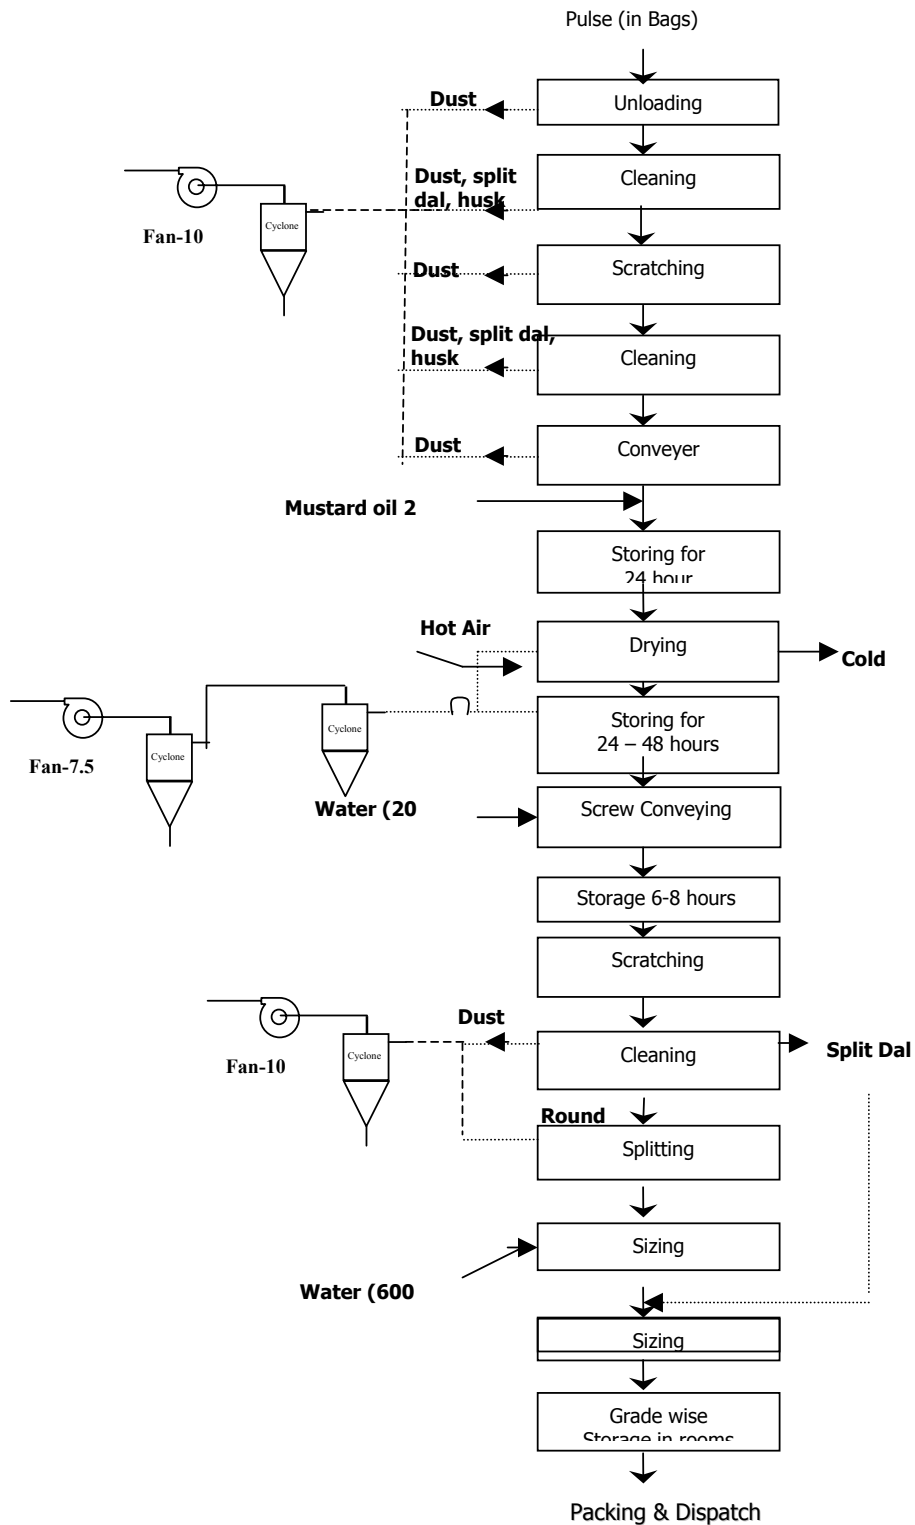 Pulse (in Bags)
Unloading
Dust
Cleaning
Dust, split
dal, husk
Cyclone
Fan-10
Scratching
Dust
Dust, split dal,
husk
Cleaning
Conveyer
Dust
Mustard oil 2
Storing for
24 hour
Hot Air
Drying
Cold
Storing for
24 – 48 hours
Cyclone
Cyclone
Fan-7.5
Water (20
Screw Conveying
Storage 6-8 hours
Scratching
Dust
Cleaning
Split Dal
Cyclone
Fan-10
Round
Splitting
Sizing
Water (600
Sizing
Grade wise
Storage in rooms
Packing & Dispatch